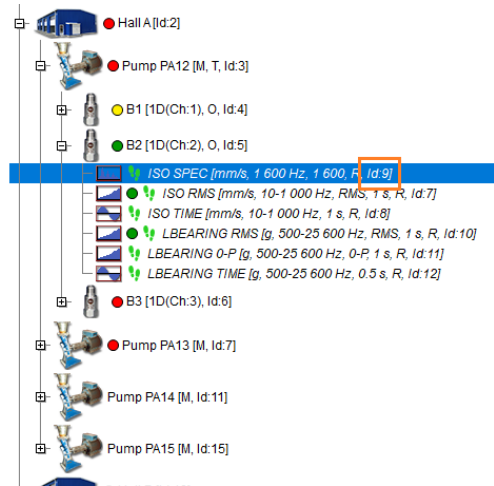 Hall A [Id:2]
Pump PA12 [M, T, Id:3]
B1 [1D(Ch:1), O, Id:4]
B2 [1D(Ch:2), O, Id:5]
ISO SPEC [mm/s, 1 600 Hz, 1 600, R, Id:9]
ISO RMS [mm/s, 10-1 000 Hz, RMS, 1 s, R, Id:7]
ISO TIME [mm/s, 10-1 000 Hz, 1 s, R, Id:8]
LBEARING RMS [g, 500-25 600 Hz, RMS, 1 s, R, Id:10]
LBEARING 0-P [g, 500-25 600 Hz, 0-P, 1 s, R, Id:11]
LBEARING TIME [g, 500-25 600 Hz, 0.5 s, R, Id:12]
B3 [1D(Ch:3), Id:6]
Pump PA13 [M, Id:7]
Pump PA14 [M, Id:11]
Pump PA15 [M, Id:15]